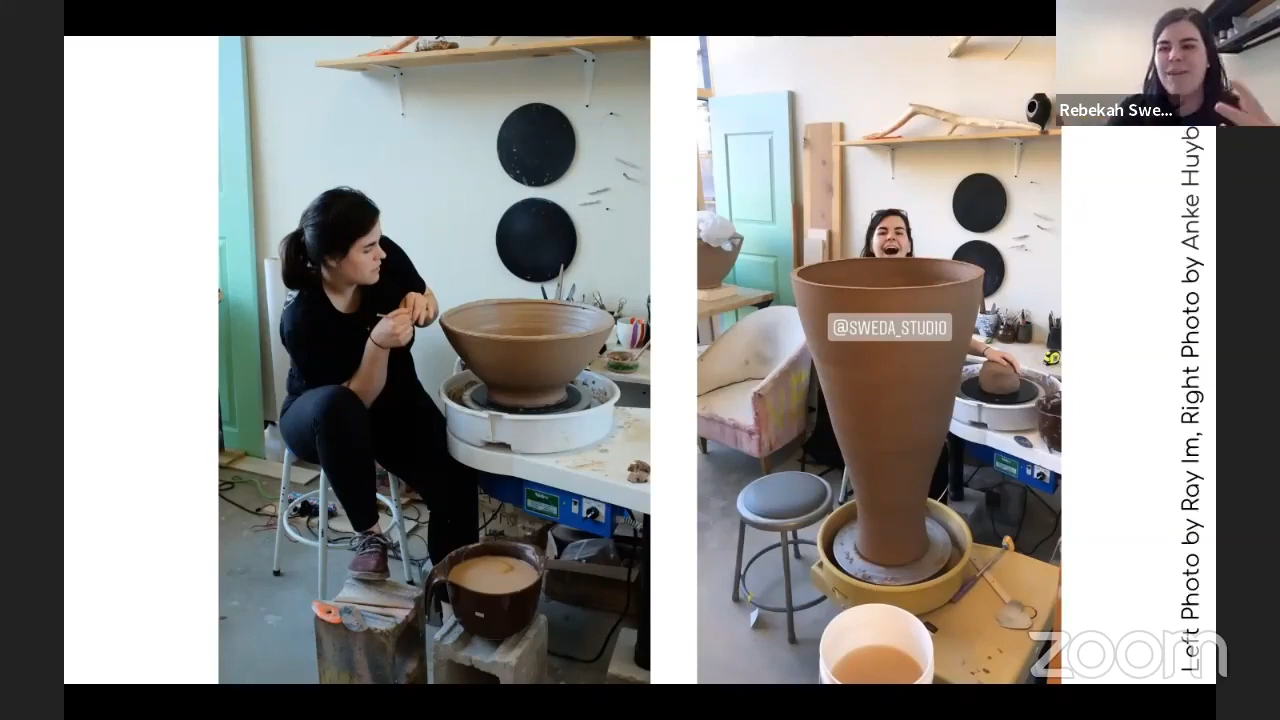 Rebekah Swe...
@SWEDA_STUDIO
Left Photo by Ray Im, Right Photo by Anke Huyb
zoom